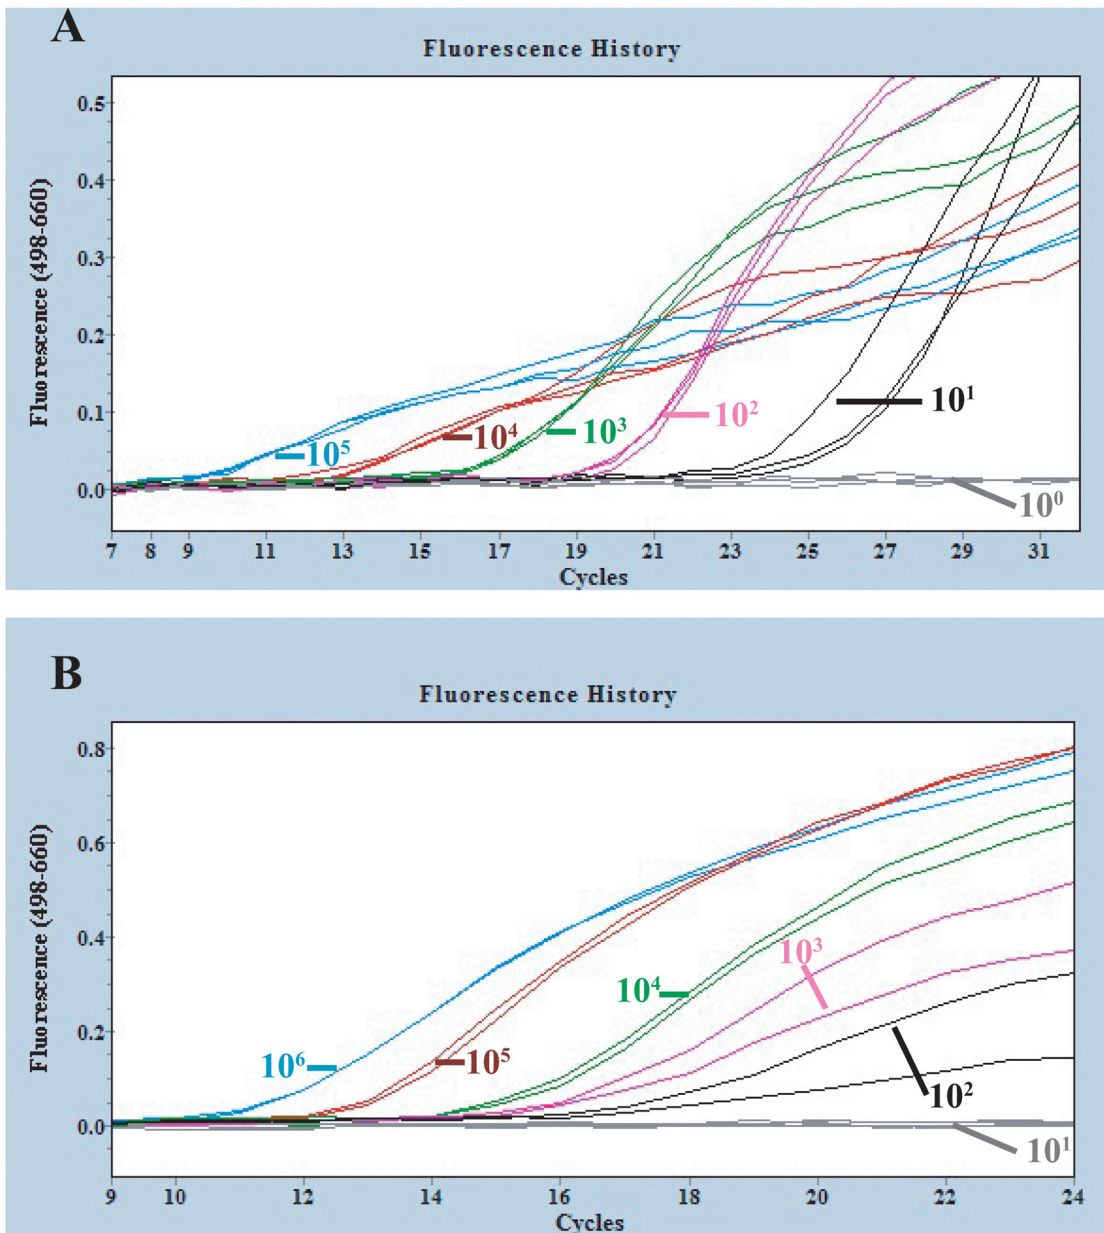 A
Fluorescence History
Fluorescence (498-660)
0.5
0.4
0.3
0.2
0.1
0.0
10⁵
10⁴
10³
10²
10¹
10⁰
7 8 9 11 13 15 17 19 21 23 25 27 29 31
Cycles
B
Fluorescence History
Fluorescence (498-660)
0.8
0.6
0.4
0.2
0.0
10⁶
10⁵
10⁴
10³
10²
10¹
9 10 12 14 16 18 20 22 24
Cycles